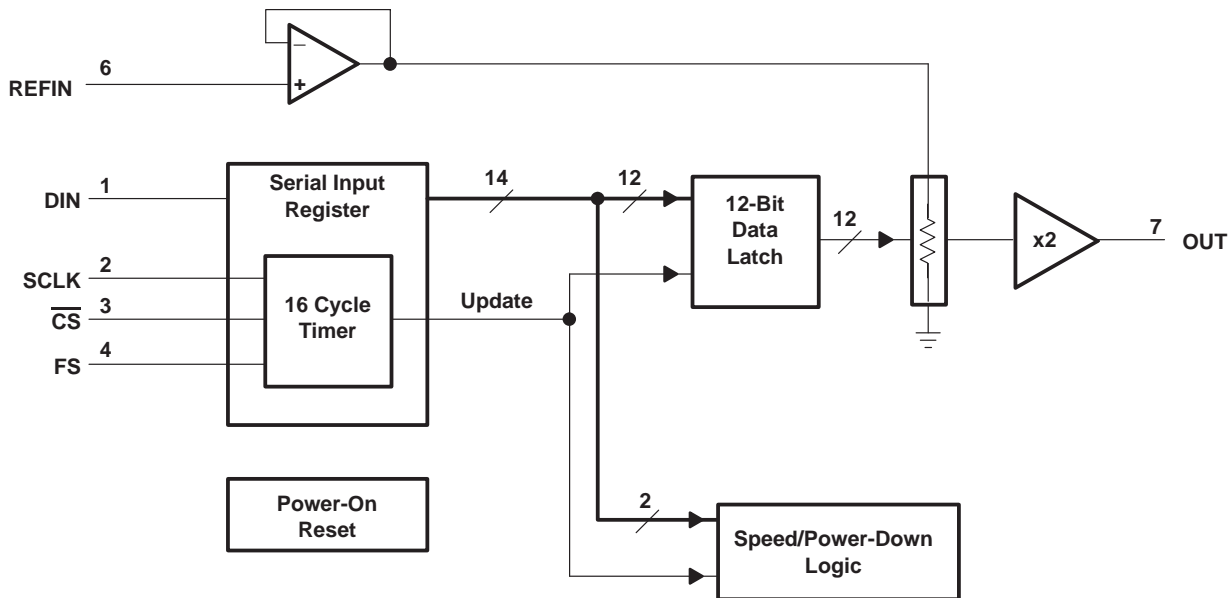 6
REFIN
_
+
1
DIN
Serial Input
Register
14
12
12-Bit
Data
Latch
12
x2
7
OUT
2
SCLK
3
C̅S̅
4
FS
16 Cycle
Timer
Update
Power-On
Reset
2
Speed/Power-Down
Logic